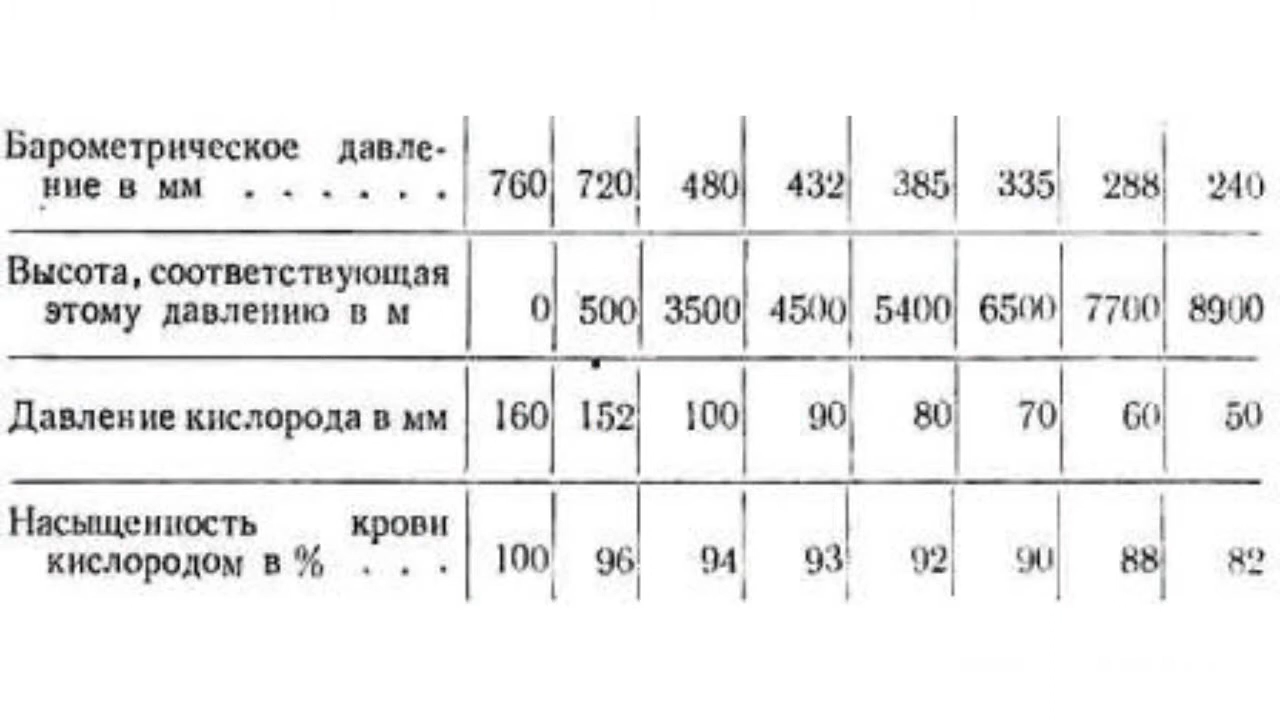 Барометрическое давле-
ние в мм . . . . . . 760 720 480 432 385 335 288 240
Высота, соответствующая
этому давлению в м 0 500 3500 4500 5400 6500 7700 8900
Давление кислорода в мм 160 152 100 90 80 70 60 50
Насыщенность крови
кислородом в % . . . 100 96 94 93 92 90 88 82